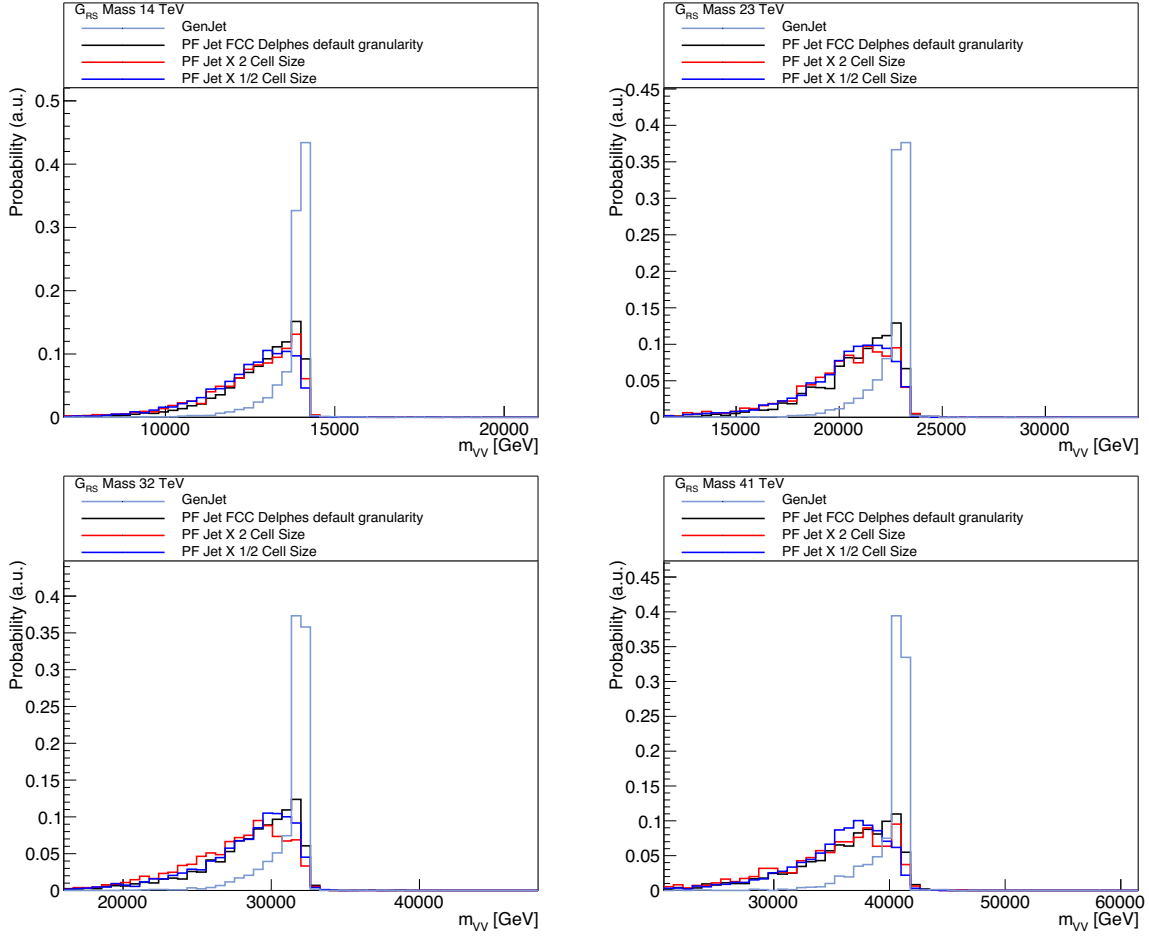 G_RS Mass 14 TeV
GenJet
PF Jet FCC Delphes default granularity
PF Jet X 2 Cell Size
PF Jet X 1/2 Cell Size
Probability (a.u.)
0.5
0.4
0.3
0.2
0.1
0
10000 15000 20000
m_VV [GeV]
G_RS Mass 23 TeV
GenJet
PF Jet FCC Delphes default granularity
PF Jet X 2 Cell Size
PF Jet X 1/2 Cell Size
Probability (a.u.)
0.45
0.4
0.35
0.3
0.25
0.2
0.15
0.1
0.05
0
15000 20000 25000 30000
m_VV [GeV]
G_RS Mass 32 TeV
GenJet
PF Jet FCC Delphes default granularity
PF Jet X 2 Cell Size
PF Jet X 1/2 Cell Size
Probability (a.u.)
0.4
0.35
0.3
0.25
0.2
0.15
0.1
0.05
0
20000 30000 40000
m_VV [GeV]
G_RS Mass 41 TeV
GenJet
PF Jet FCC Delphes default granularity
PF Jet X 2 Cell Size
PF Jet X 1/2 Cell Size
Probability (a.u.)
0.45
0.4
0.35
0.3
0.25
0.2
0.15
0.1
0.05
0
30000 40000 50000 60000
m_VV [GeV]